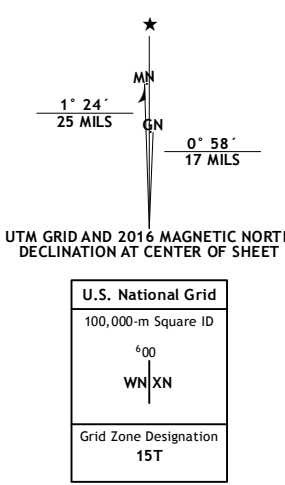 ★
MN
1° 24´
25 MILS
GN
0° 58´
17 MILS
UTM GRID AND 2016 MAGNETIC NORTH
DECLINATION AT CENTER OF SHEET
U.S. National Grid
100,000-m Square ID
⁶00
WN XN
Grid Zone Designation
15T